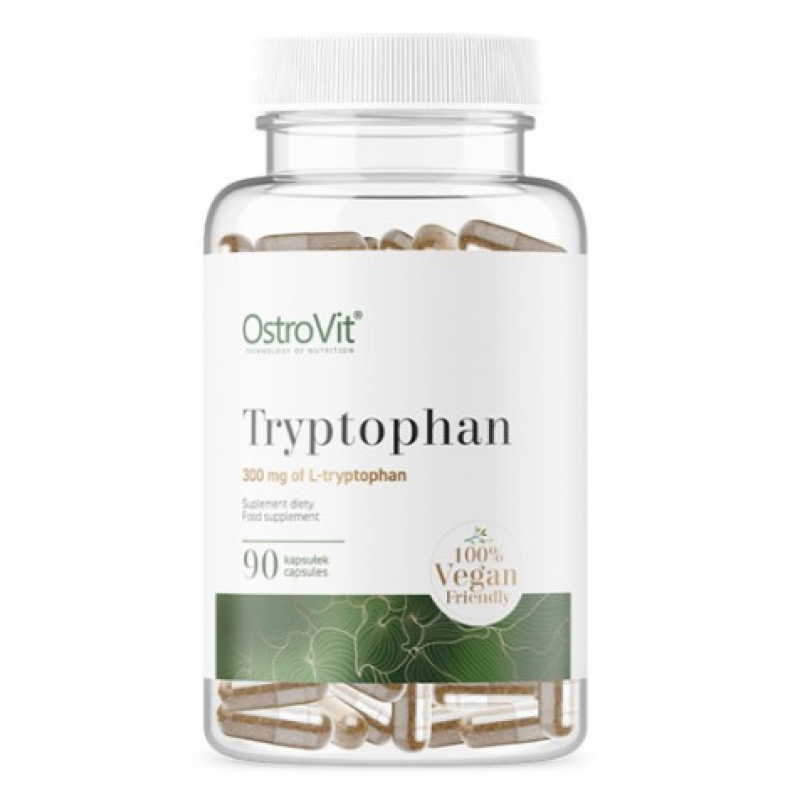 OstroVit®
TECHNOLOGY OF NUTRITION
Tryptophan
300 mg of L-tryptophan
Suplement diety
Food supplement
90 kapsułek
capsules
100%
Vegan
Friendly